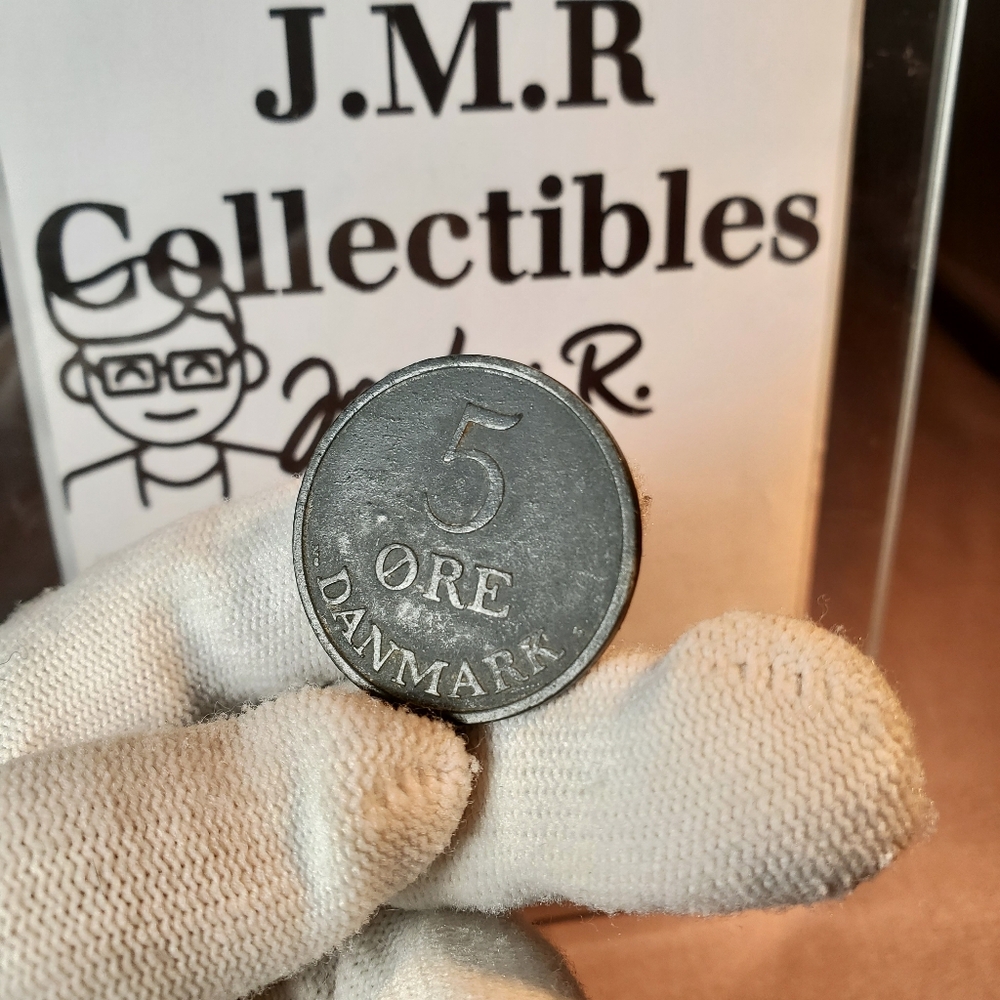 J.M.R
Collectibles
R.
5
ØRE
DANMARK